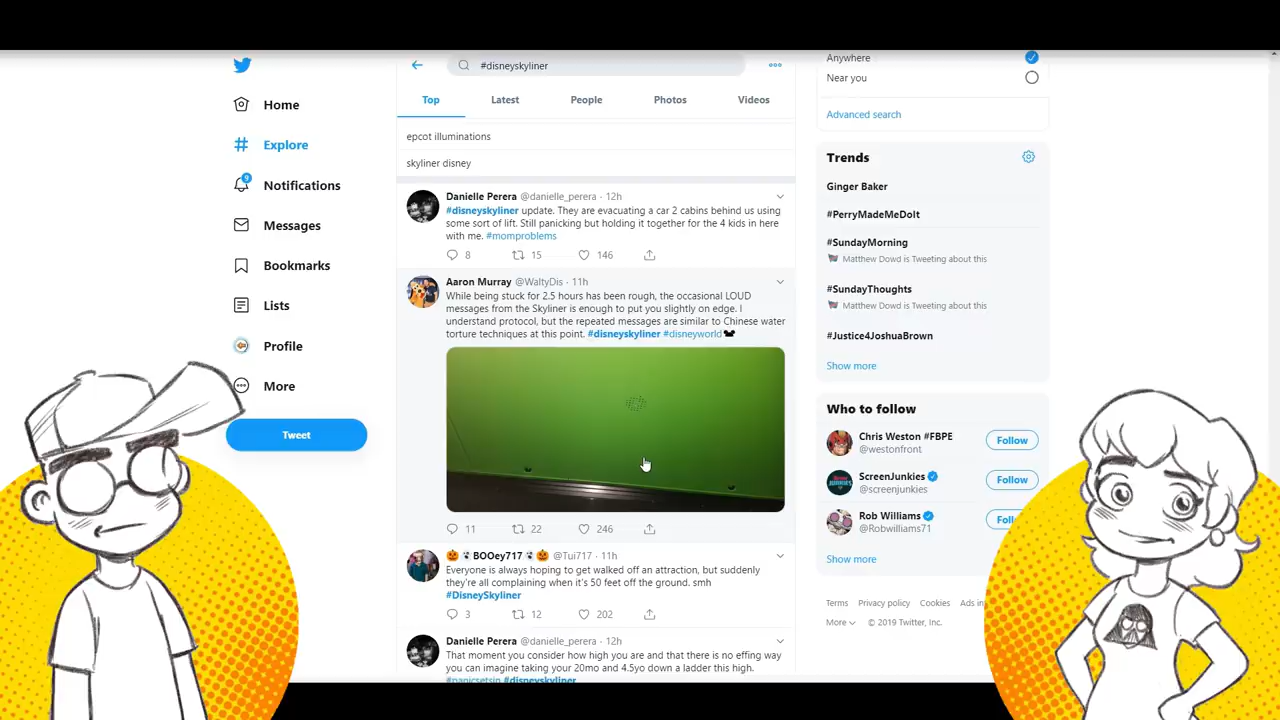 #disneyskyliner
Home
Explore
9
Notifications
Messages
Bookmarks
Lists
Profile
More
Tweet
Top
Latest
People
Photos
Videos
epcot illuminations
skyliner disney
Danielle Perera @danielle_perera · 12h
#disneyskyliner update. They are evacuating a car 2 cabins behind us using
some sort of lift. Still panicking but holding it together for the 4 kids in here
with me. #momproblems
8 15 146
Aaron Murray @WaltyDis · 11h
While being stuck for 2.5 hours has been rough, the occasional LOUD
messages from the Skyliner is enough to put you slightly on edge. I
understand protocol, but the repeated messages are similar to Chinese water
torture techniques at this point. #disneyskyliner #disneyworld
11 22 246
BOOey717 @Tui717 · 11h
Everyone is always hoping to get walked off an attraction, but suddenly
they're all complaining when it's 50 feet off the ground. smh
#DisneySkyliner
3 12 202
Danielle Perera @danielle_perera · 12h
That moment you consider how high you are and that there is no effing way
you can imagine taking your 20mo and 4.5yo down a ladder this high.
#panicsetsin #disneyskyliner
Anywhere
Near you
Advanced search
Trends
Ginger Baker
#PerryMadeMeDoIt
#SundayMorning
Matthew Dowd is Tweeting about this
#SundayThoughts
Matthew Dowd is Tweeting about this
#Justice4JoshuaBrown
Show more
Who to follow
Chris Weston #FBPE
@westonfront
Follow
ScreenJunkies
@screenjunkies
Follow
Rob Williams
@Robwilliams71
Foll
Show more
Terms Privacy policy Cookies Ads in
More © 2019 Twitter, Inc.